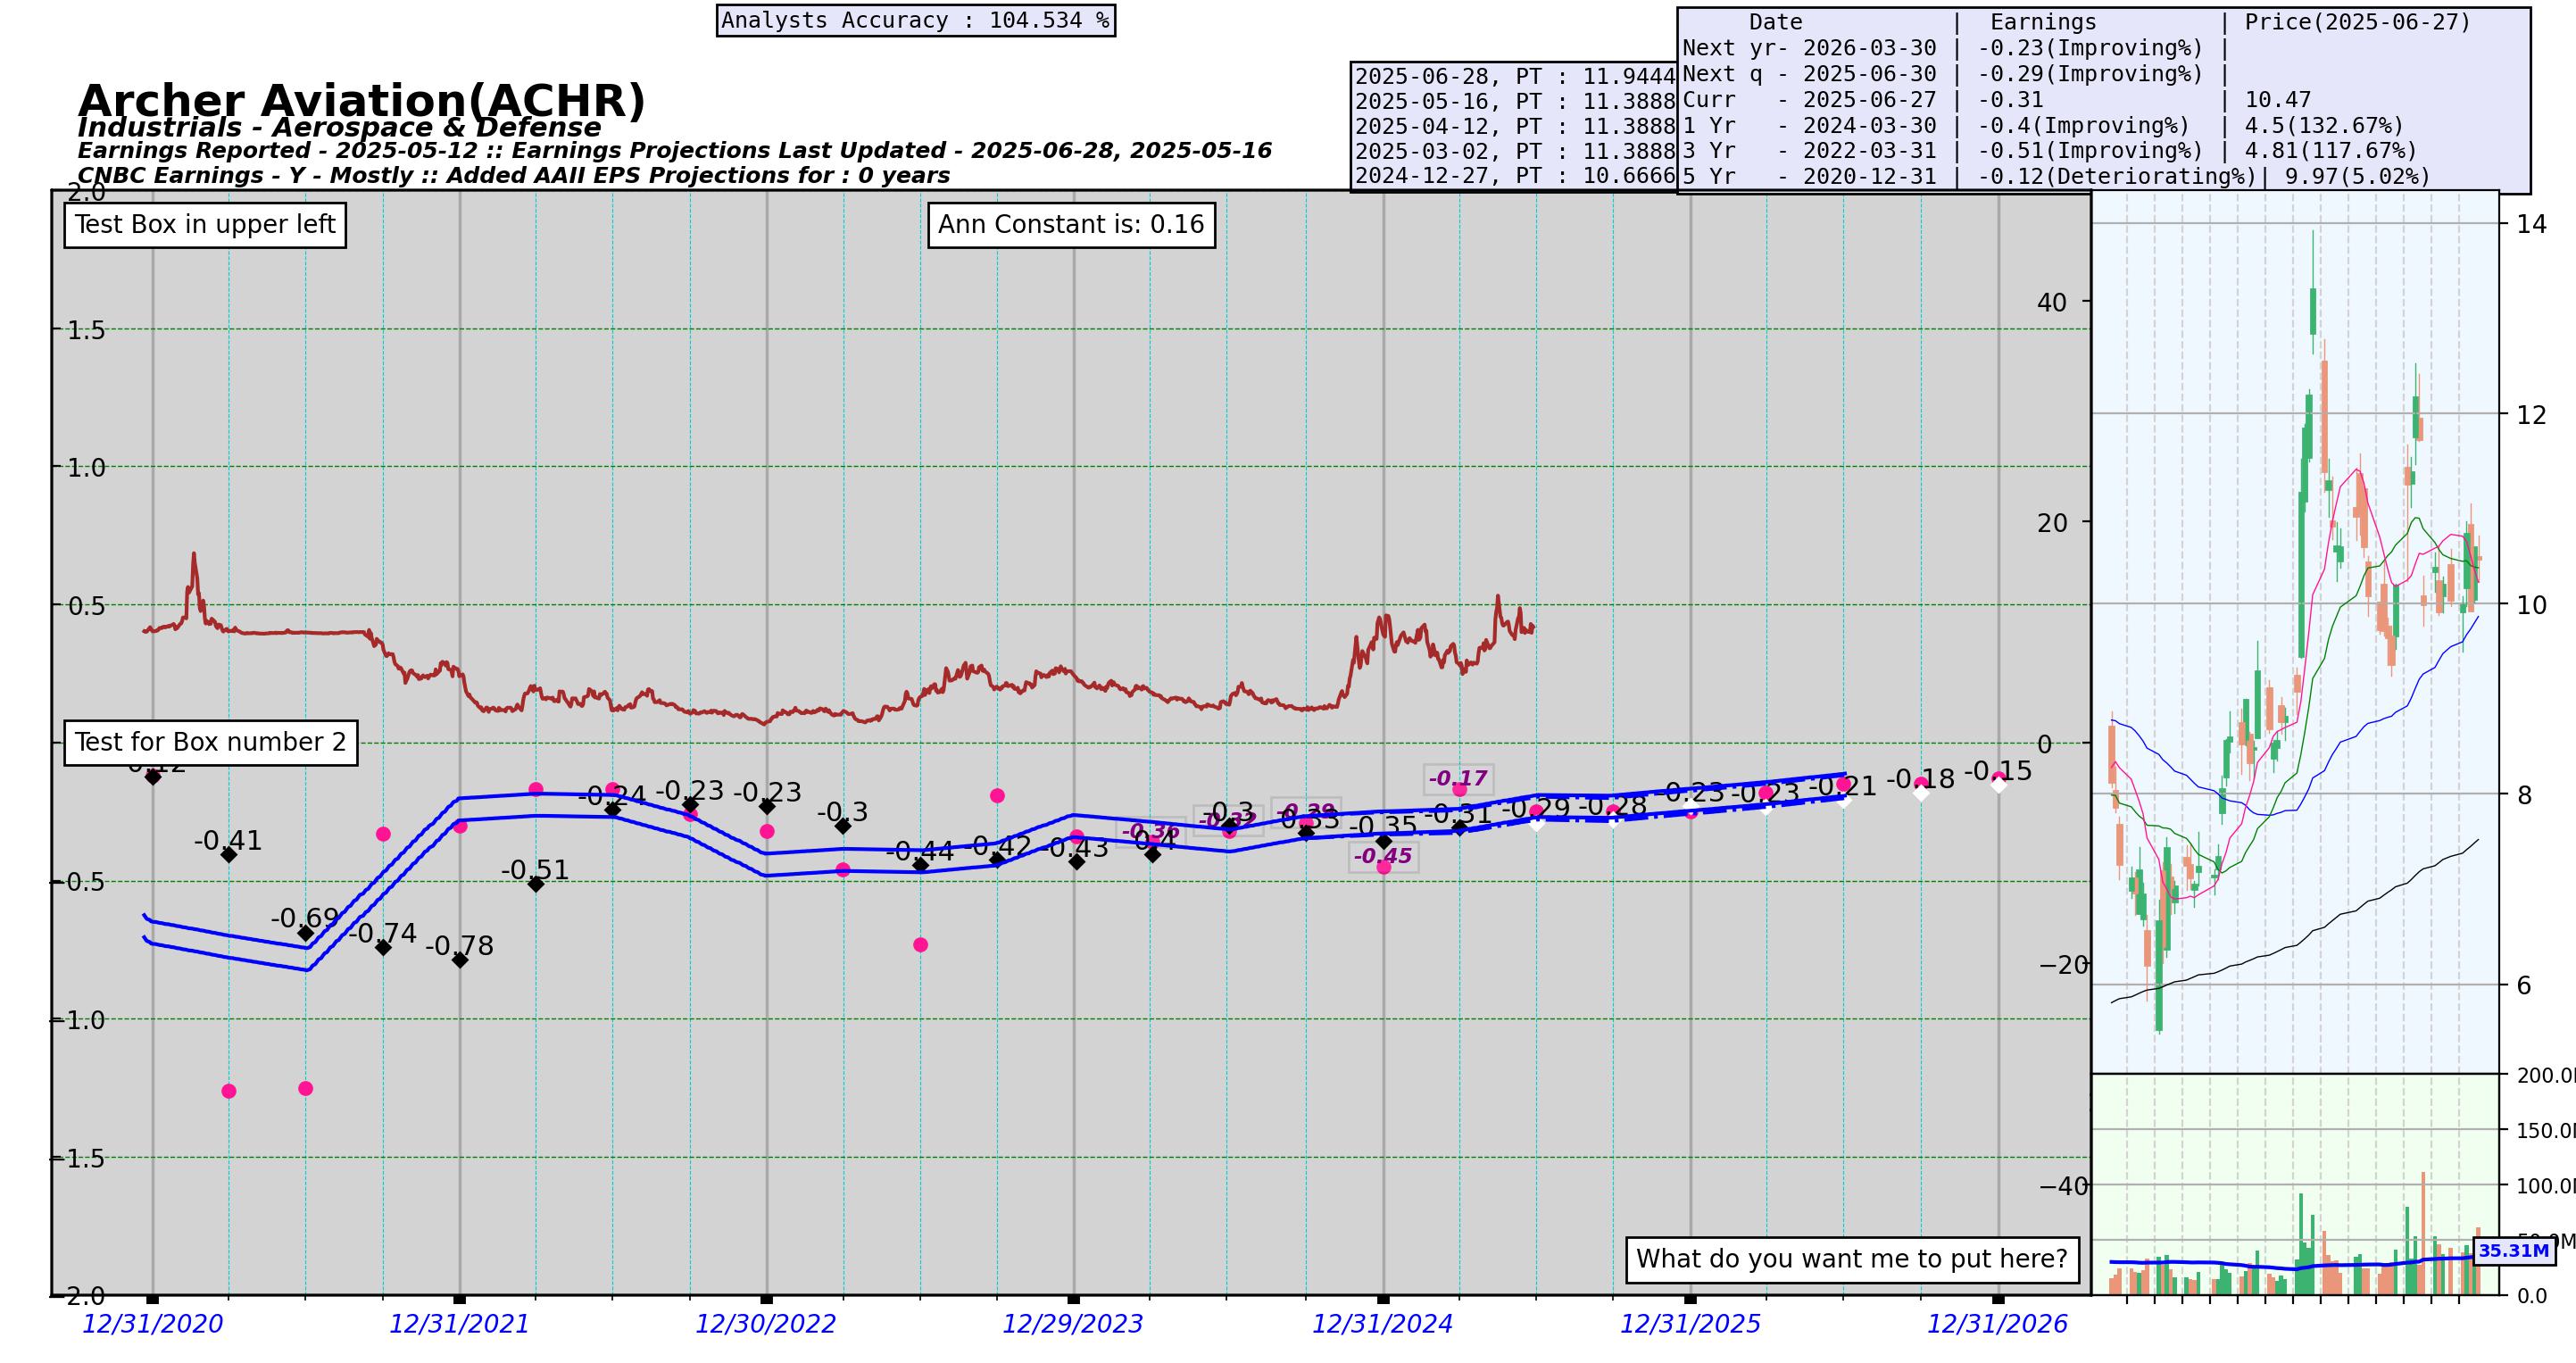 Analysts Accuracy : 104.534 %
Date | Earnings | Price(2025-06-27)
Next yr- 2026-03-30 | -0.23(Improving%) |
Next q - 2025-06-30 | -0.29(Improving%) |
Curr - 2025-06-27 | -0.31 | 10.47
1 Yr - 2024-03-30 | -0.4(Improving%) | 4.5(132.67%)
3 Yr - 2022-03-31 | -0.51(Improving%) | 4.81(117.67%)
5 Yr - 2020-12-31 | -0.12(Deteriorating%)| 9.97(5.02%)
2025-06-28, PT : 11.9444
2025-05-16, PT : 11.3888
2025-04-12, PT : 11.3888
2025-03-02, PT : 11.3888
2024-12-27, PT : 10.6666
Archer Aviation(ACHR)
Industrials - Aerospace & Defense
Earnings Reported - 2025-05-12 :: Earnings Projections Last Updated - 2025-06-28, 2025-05-16
CNBC Earnings - Y - Mostly :: Added AAII EPS Projections for : 0 years
Test Box in upper left
Ann Constant is: 0.16
Test for Box number 2
What do you want me to put here?
2.0
1.5
1.0
0.5
−0.5
−1.0
−1.5
−2.0
40
20
0
−20
−40
14
12
10
8
6
200.0
150.0
100.0
35.31M
0.0
-0.41
-0.69
-0.74
-0.78
-0.51
-0.24
-0.23
-0.23
-0.3
-0.44
-0.42
-0.43
-0.4
-0.3
-0.33
-0.35
-0.31
-0.29
-0.28
-0.23
-0.23
-0.21
-0.18
-0.15
-0.36
-0.32
-0.29
-0.45
-0.17
12/31/2020
12/31/2021
12/30/2022
12/29/2023
12/31/2024
12/31/2025
12/31/2026